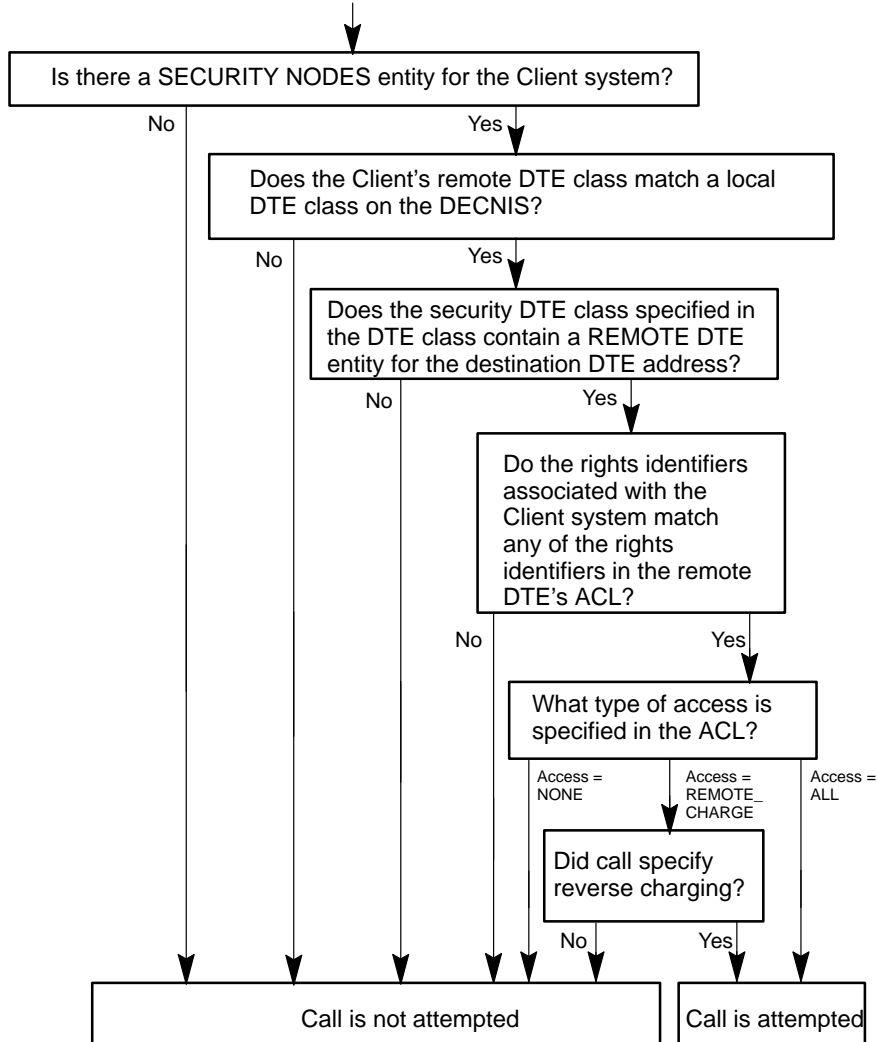 Is there a SECURITY NODES entity for the Client system?
No
Yes
Does the Client's remote DTE class match a local
DTE class on the DECNIS?
No
Yes
Does the security DTE class specified in
the DTE class contain a REMOTE DTE
entity for the destination DTE address?
No
Yes
Do the rights identifiers
associated with the
Client system match
any of the rights
identifiers in the remote
DTE's ACL?
No
Yes
What type of access is
specified in the ACL?
Access =
NONE
Access =
REMOTE_
CHARGE
Access =
ALL
Did call specify
reverse charging?
No
Yes
Call is not attempted
Call is attempted